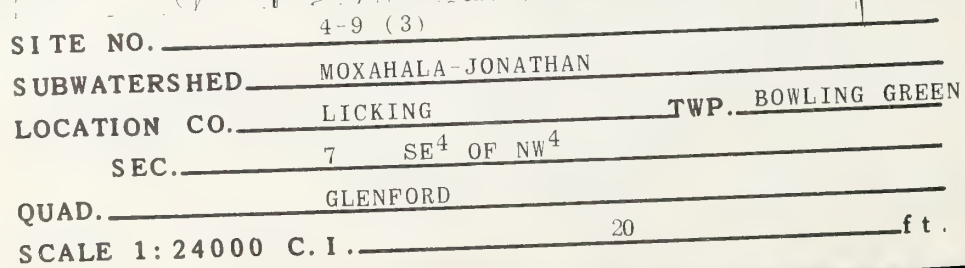 SITE NO. 4-9 (3)
SUBWATERSHED MOXAHALA-JONATHAN
LOCATION CO. LICKING TWP. BOWLING GREEN
SEC. 7 SE⁴ OF NW⁴
QUAD. GLENFORD
SCALE 1:24000 C.I. 20 ft.